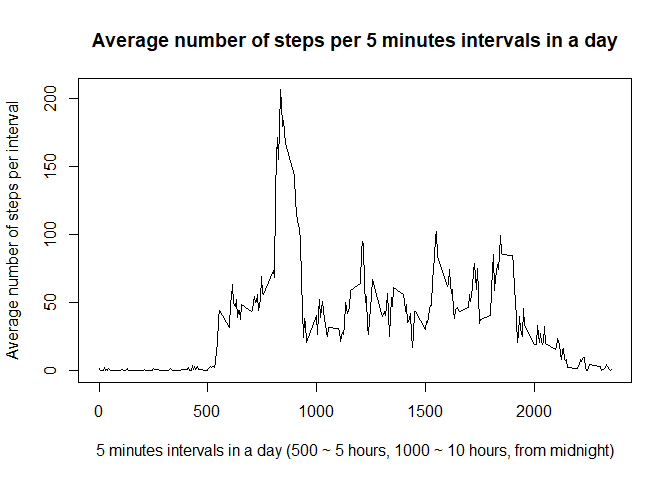 Average number of steps per 5 minutes intervals in a day
Average number of steps per interval
200
150
100
50
0
0 500 1000 1500 2000
5 minutes intervals in a day (500 ~ 5 hours, 1000 ~ 10 hours, from midnight)